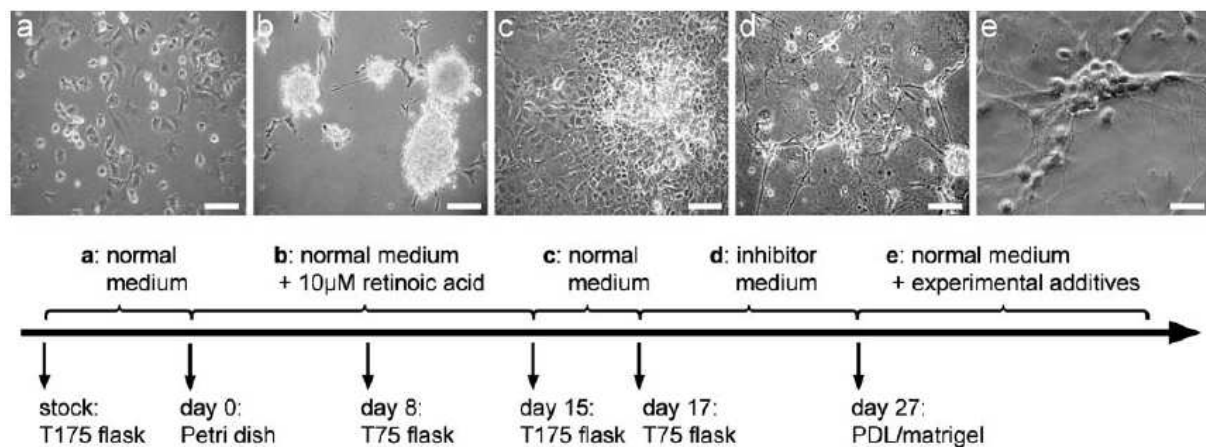 a
b
c
d
e
a: normal
medium
b: normal medium
+ 10µM retinoic acid
c: normal
medium
d: inhibitor
medium
e: normal medium
+ experimental additives
stock:
T175 flask
day 0:
Petri dish
day 8:
T75 flask
day 15:
T175 flask
day 17:
T75 flask
day 27:
PDL/matrigel